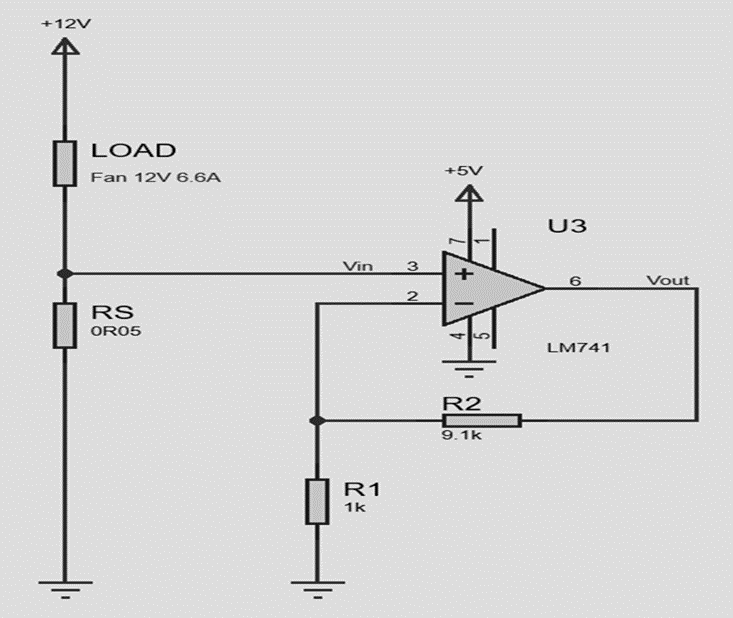 +12V
LOAD
Fan 12V 6.6A
+5V
U3
7
1
Vin
3
+
6
Vout
2
−
RS
0R05
4
5
LM741
R2
9.1k
R1
1k